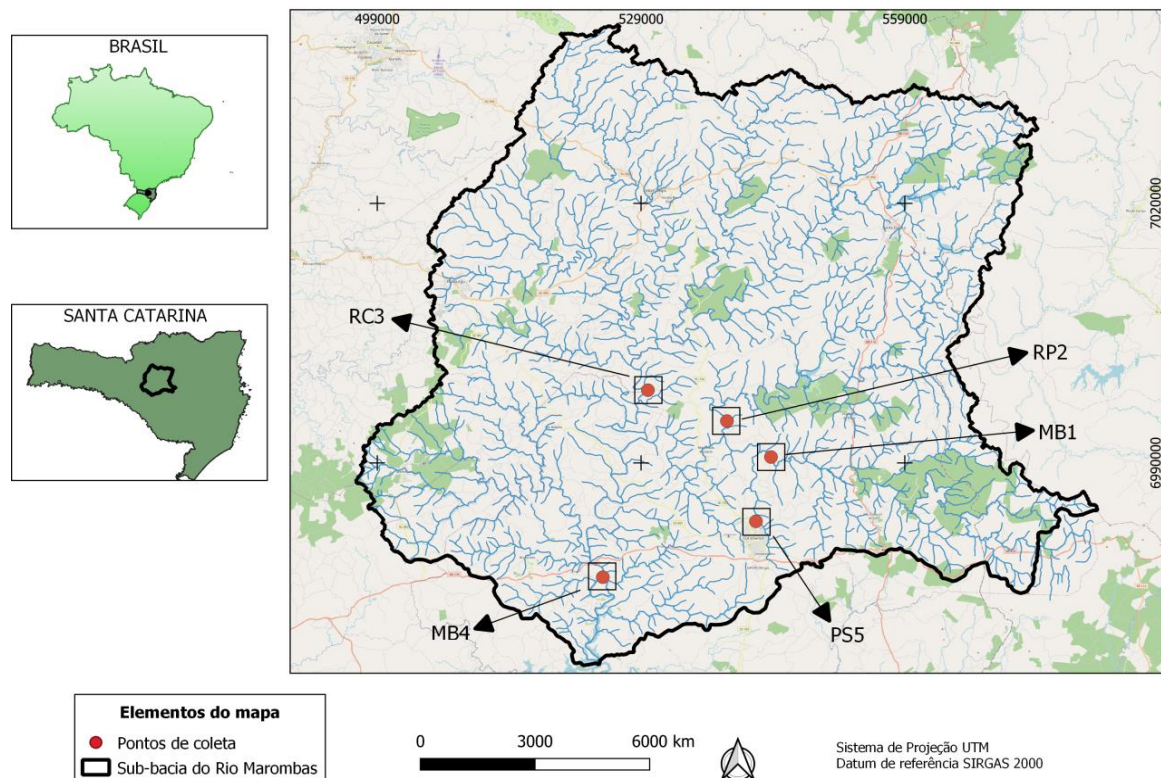 499000
529000
559000
BRASIL
7020000
SANTA CATARINA
RC3
RP2
MB1
6990000
MB4
PS5
Elementos do mapa
Pontos de coleta
Sub-bacia do Rio Marombas
0 3000 6000 km
Sistema de Projeção UTM
Datum de referência SIRGAS 2000